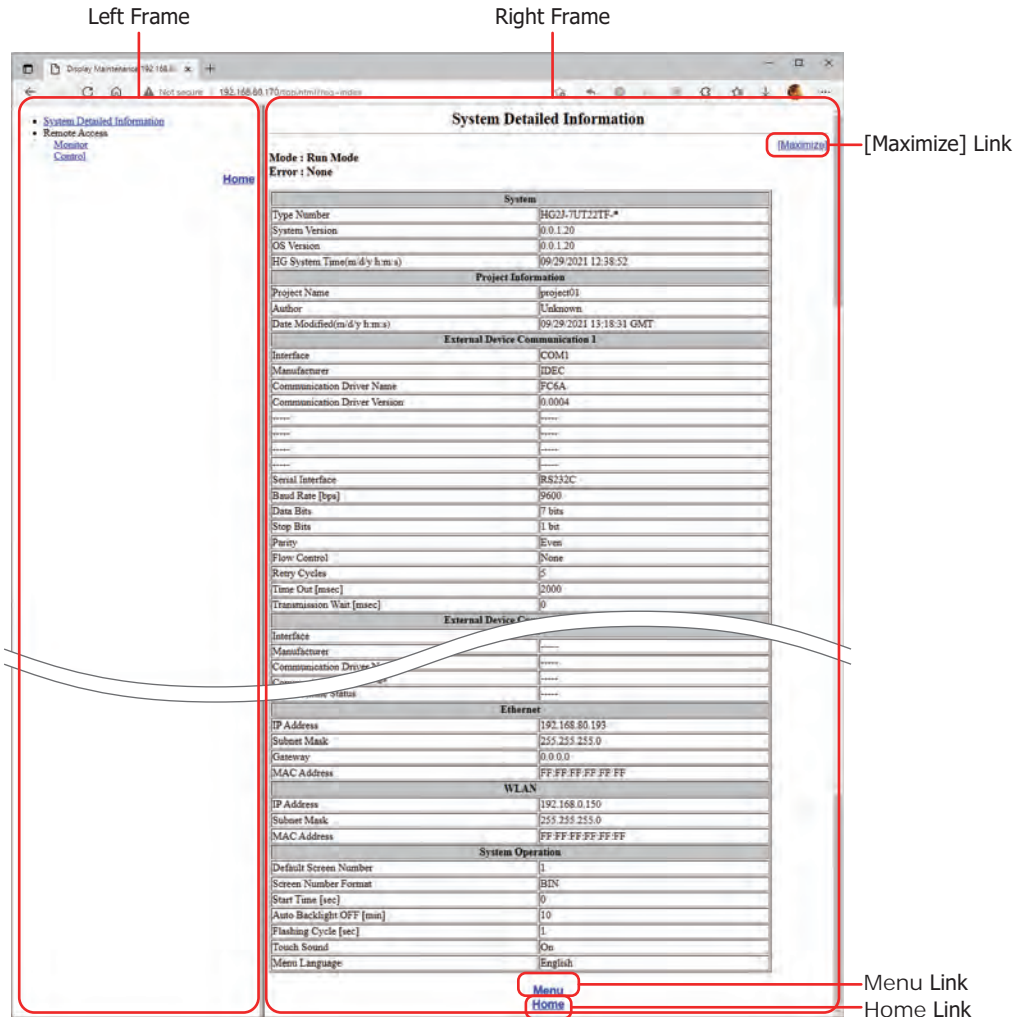 Left Frame
Right Frame
Display Maintenance 192.168.8
Not secure 192.168.80.170
System Detailed Information
Remote Access
Monitor
Control
Home
System Detailed Information
[Maximize]
[Maximize] Link
Mode : Run Mode
Error : None
System
Type Number HG2J-7UT22TF-*
System Version 0.0.1.20
OS Version 0.0.1.20
HG System Time(m/d/y h:m:s) 09/29/2021 12:38:52
Project Information
Project Name project01
Author Unknown
Date Modified(m/d/y h:m:s) 09/29/2021 13:18:31 GMT
External Device Communication 1
Interface COM1
Manufacturer IDEC
Communication Driver Name FC6A
Communication Driver Version 0.0004
----- -----
----- -----
----- -----
----- -----
Serial Interface RS232C
Baud Rate [bps] 9600
Data Bits 7 bits
Stop Bits 1 bit
Parity Even
Flow Control None
Retry Cycles 5
Time Out [msec] 2000
Transmission Wait [msec] 0
External Device
Interface
Manufacturer -----
Communication Driver -----
-----
Status -----
Ethernet
IP Address 192.168.80.193
Subnet Mask 255.255.255.0
Gateway 0.0.0.0
MAC Address FF:FF:FF:FF:FF:FF
WLAN
IP Address 192.168.0.150
Subnet Mask 255.255.255.0
MAC Address FF:FF:FF:FF:FF:FF
System Operation
Default Screen Number 1
Screen Number Format BIN
Start Time [sec] 0
Auto Backlight OFF [min] 10
Flashing Cycle [sec] 1
Touch Sound On
Menu Language English
Menu
Menu Link
Home
Home Link